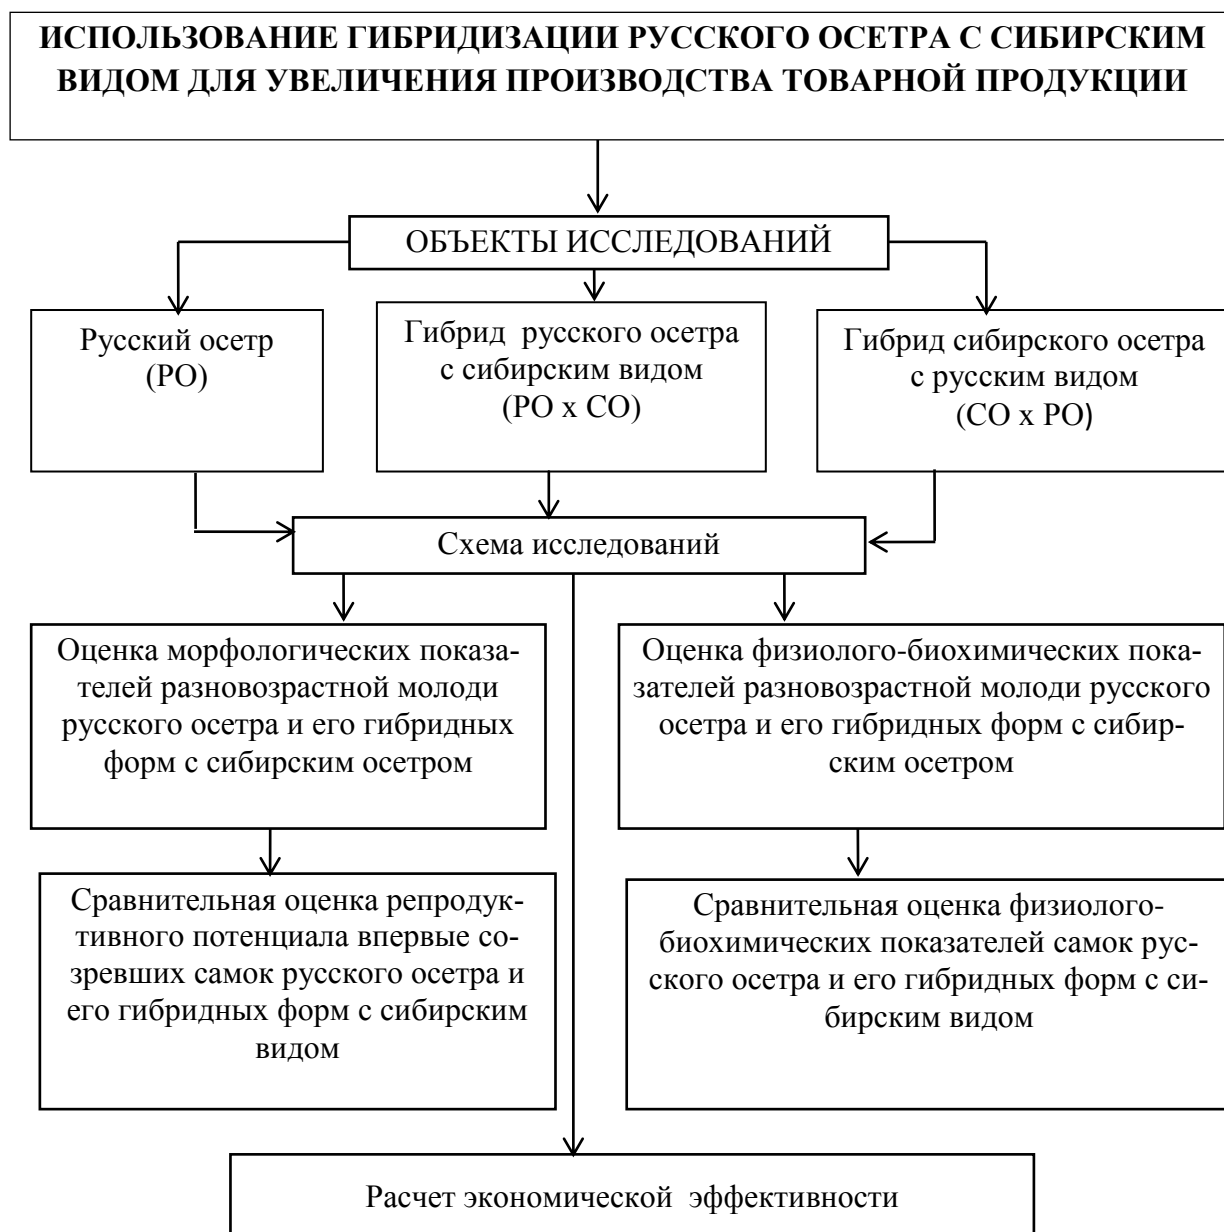 ИСПОЛЬЗОВАНИЕ ГИБРИДИЗАЦИИ РУССКОГО ОСЕТРА С СИБИРСКИМ
ВИДОМ ДЛЯ УВЕЛИЧЕНИЯ ПРОИЗВОДСТВА ТОВАРНОЙ ПРОДУКЦИИ
ОБЪЕКТЫ ИССЛЕДОВАНИЙ
Русский осетр
(РО)
Гибрид русского осетра
с сибирским видом
(РО х СО)
Гибрид сибирского осетра
с русским видом
(СО х РО)
Схема исследований
Оценка морфологических показа-
телей разновозрастной молоди
русского осетра и его гибридных
форм с сибирским осетром
Оценка физиолого-биохимических пока-
зателей разновозрастной молоди русского
осетра и его гибридных форм с сибир-
ским осетром
Сравнительная оценка репродук-
тивного потенциала впервые со-
зревших самок русского осетра и
его гибридных форм с сибирским
видом
Сравнительная оценка физиолого-
биохимических показателей самок рус-
ского осетра и его гибридных форм с си-
бирским видом
Расчет экономической эффективности